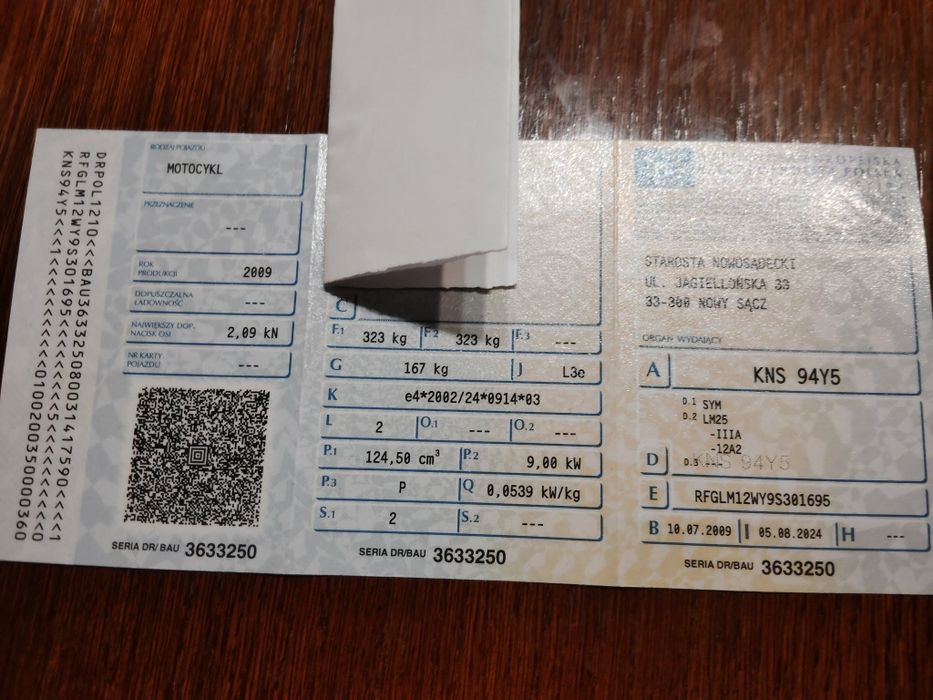 DRPOL1210<<BAU36332508003141759O<<<<1
RFGLM12WY9S301695<<<<<<<<5<<<<<<<<<<0
KNS94Y5<<<1<<<<<<<<<01002003500000360
RODZAJ POJAZDU
MOTOCYKL
PRZEZNACZENIE
---
ROK
PRODUKCJI 2009
DOPUSZCZALNA
ŁADOWNOŚĆ ---
NAJWIĘKSZY DOP.
NACISK OSI 2,09 kN
NR KARTY
POJAZDU ---
SERIA DR/BAU 3633250
C
F.1 323 kg F.2 323 kg F.3 ---
G 167 kg J L3e
K e4*2002/24*0914*03
L 2 O.1 --- O.2 ---
P.1 124,50 cm³ P.2 9,00 kW
P.3 P Q 0,0539 kW/kg
S.1 2 S.2 ---
SERIA DR/BAU 3633250
STAROSTA NOWOSĄDECKI
UL. JAGIELLOŃSKA 33
33-300 NOWY SĄCZ
ORGAN WYDAJĄCY
A KNS 94Y5
D.1 SYM
D.2 LM25
-IIIA
-12A2
D D.3 --- KNS 94Y5
E RFGLM12WY9S301695
B 10.07.2009 I 05.08.2024 H ---
SERIA DR/BAU 3633250